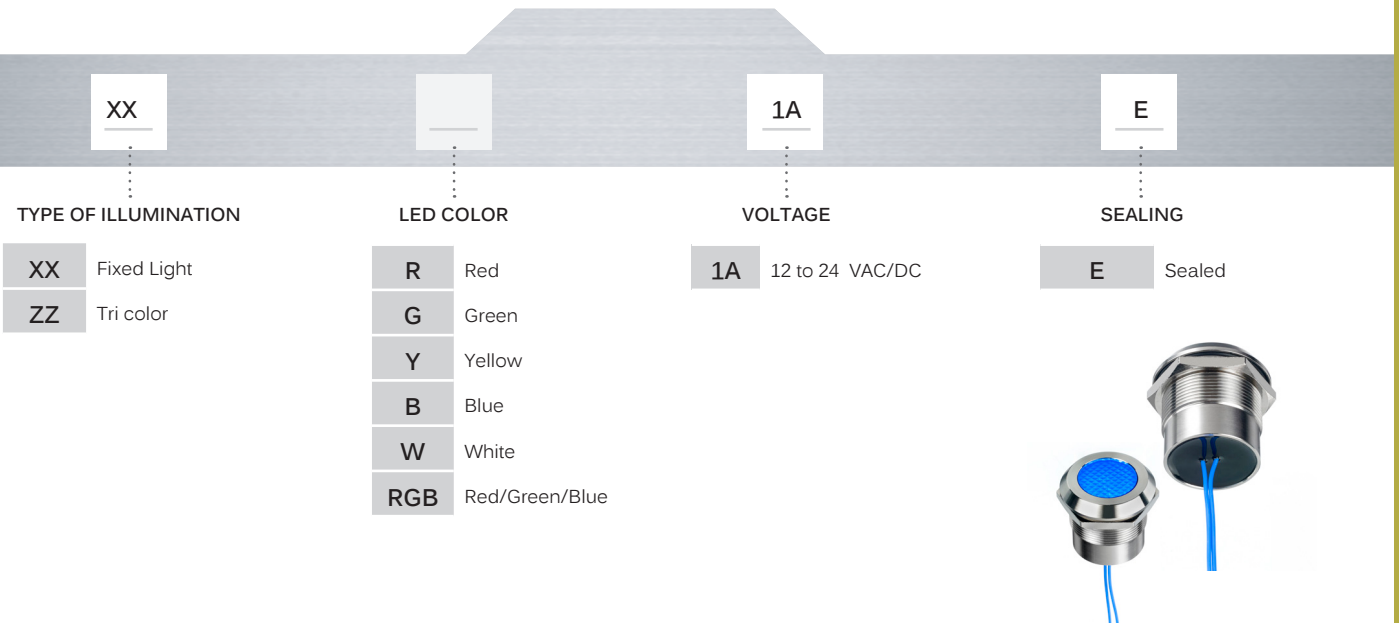 XX
1A
E
TYPE OF ILLUMINATION
LED COLOR
VOLTAGE
SEALING
XX Fixed Light
ZZ Tri color
R Red
G Green
Y Yellow
B Blue
W White
RGB Red/Green/Blue
1A 12 to 24 VAC/DC
E Sealed